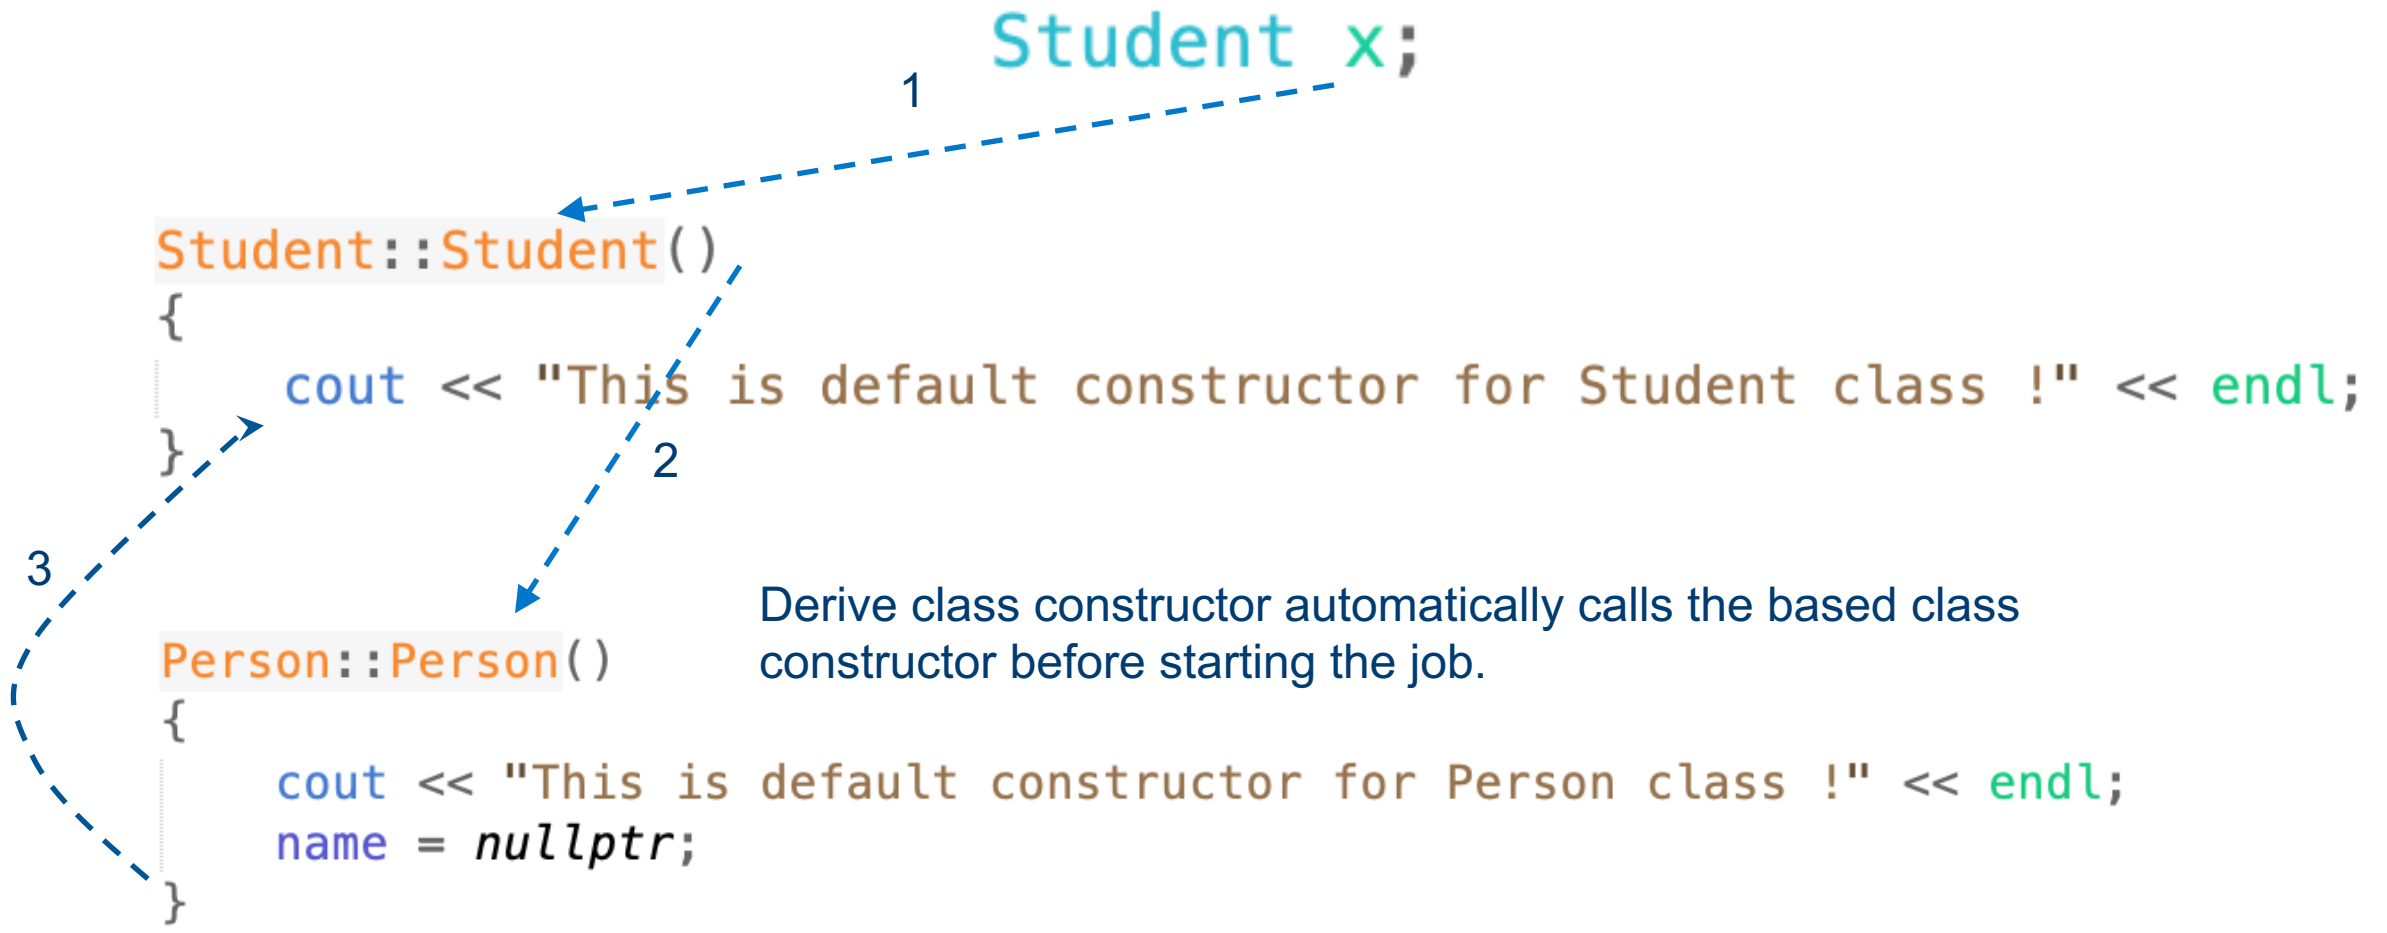 Student x;
1
Student::Student()
{
cout << "This is default constructor for Student class !" << endl;
}
2
3
Derive class constructor automatically calls the based class
constructor before starting the job.
Person::Person()
{
cout << "This is default constructor for Person class !" << endl;
name = nullptr;
}